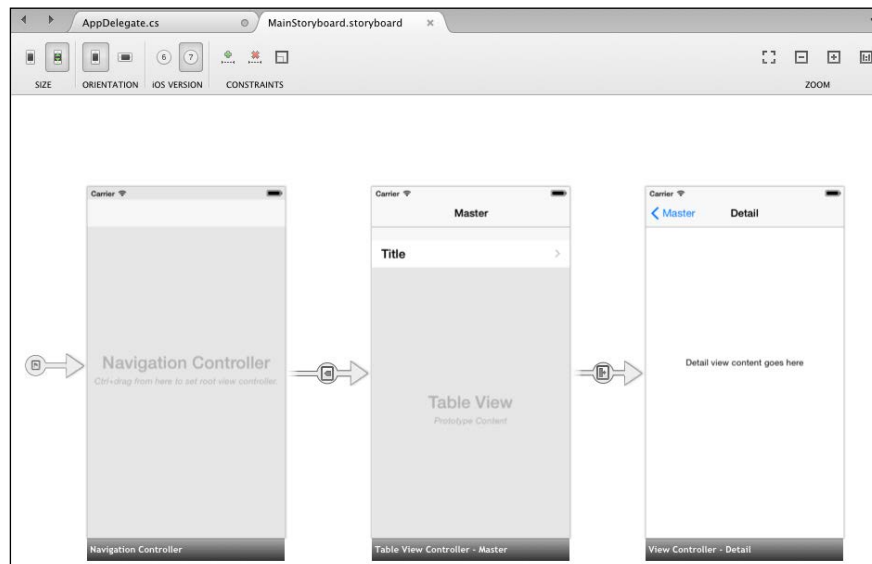 AppDelegate.cs
MainStoryboard.storyboard
6 7
SIZE ORIENTATION iOS VERSION CONSTRAINTS ZOOM
Carrier
Navigation Controller
Ctrl+drag from here to set root view controller.
Navigation Controller
Carrier
Master
Title
Table View
Prototype Content
Table View Controller - Master
Carrier
Master Detail
Detail view content goes here
View Controller - Detail